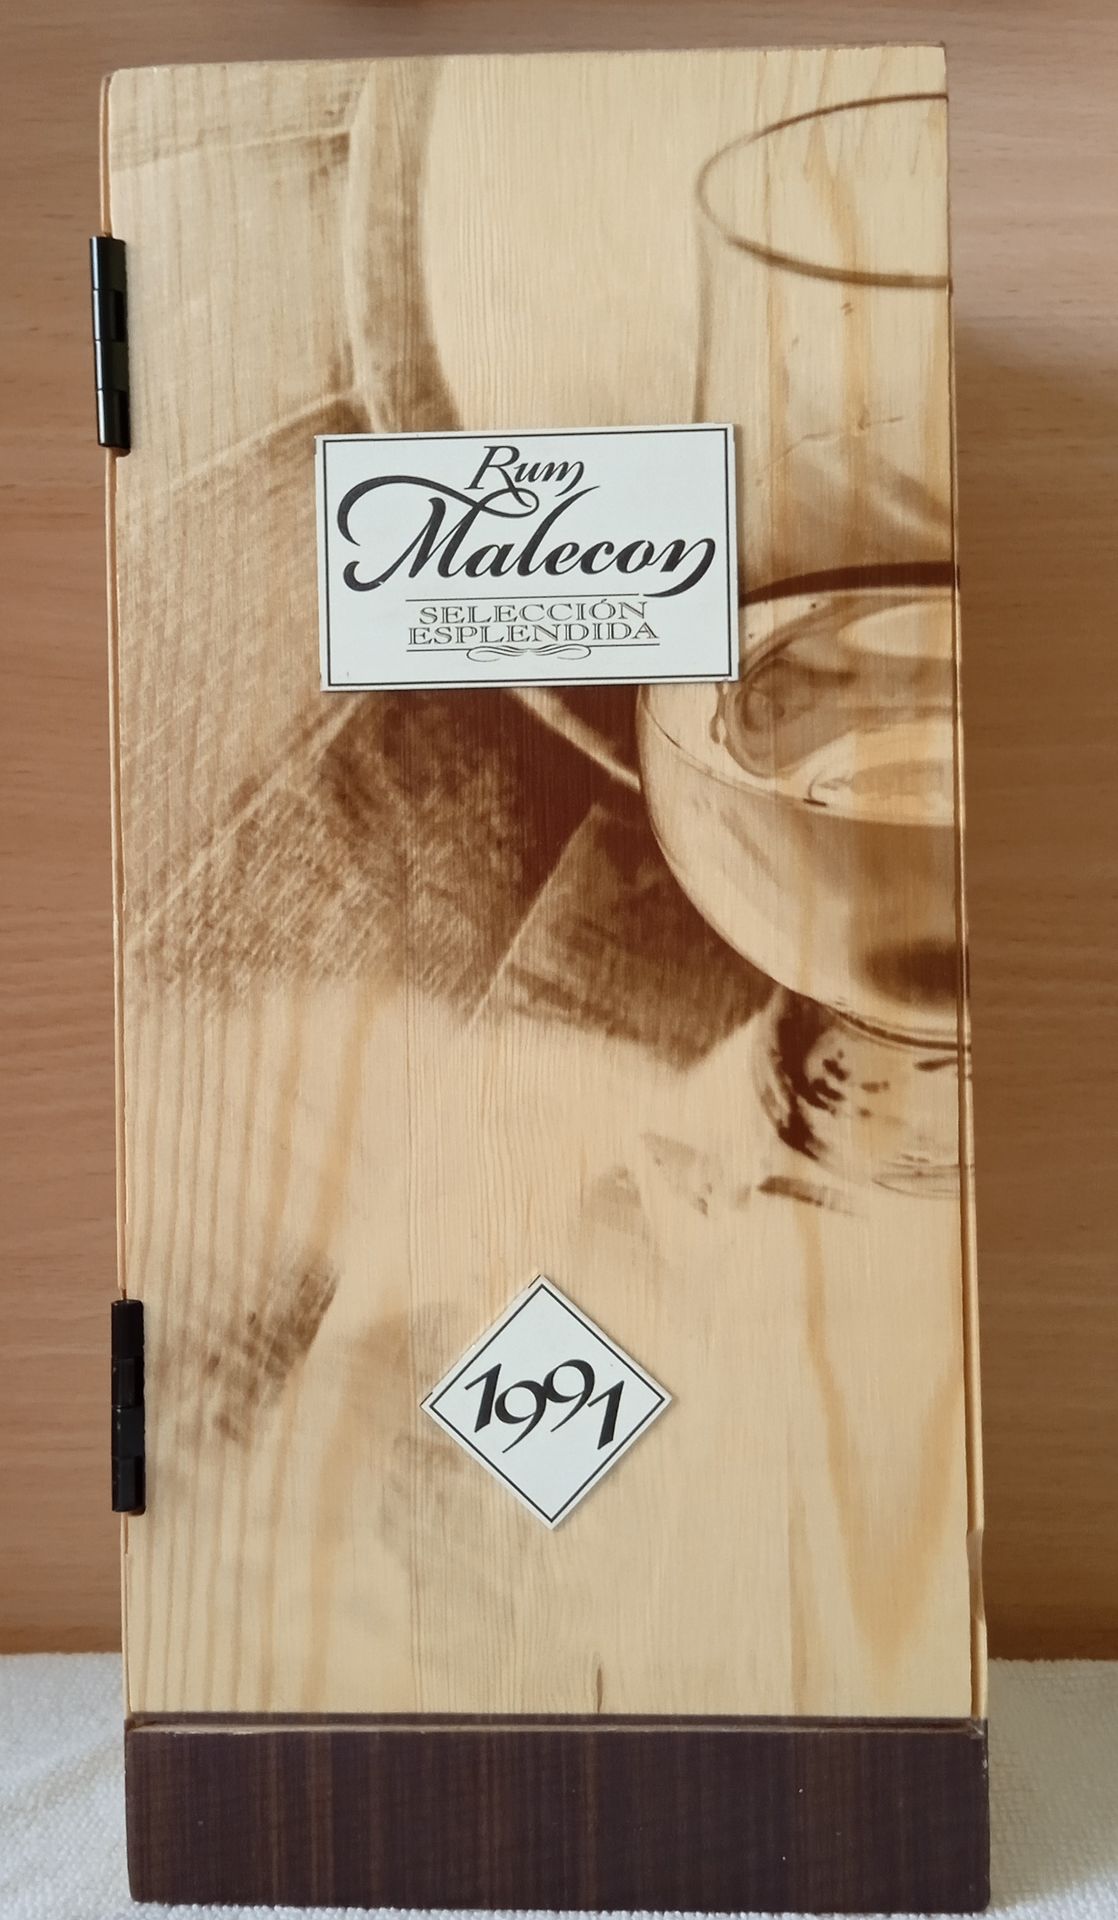 Rum
Malecon
SELECCIÓN
ESPLENDIDA
1991